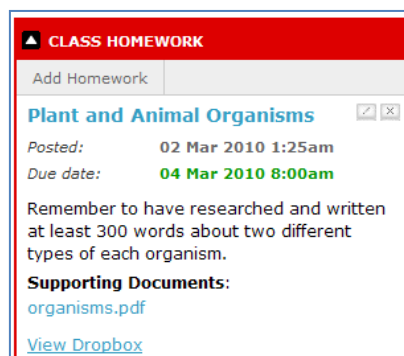 CLASS HOMEWORK
Add Homework
Plant and Animal Organisms
Posted: 02 Mar 2010 1:25am
Due date: 04 Mar 2010 8:00am
Remember to have researched and written
at least 300 words about two different
types of each organism.
Supporting Documents:
organisms.pdf
View Dropbox